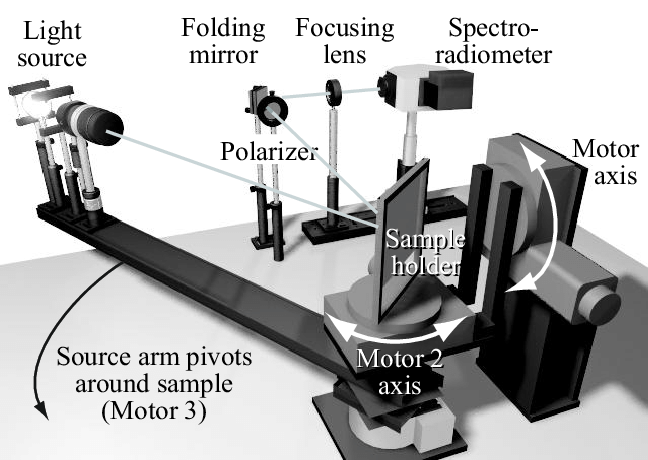 Light
source
Folding
mirror
Focusing
lens
Spectro-
radiometer
Polarizer
Motor
axis
Sample
holder
Motor 2
axis
Source arm pivots
around sample
(Motor 3)